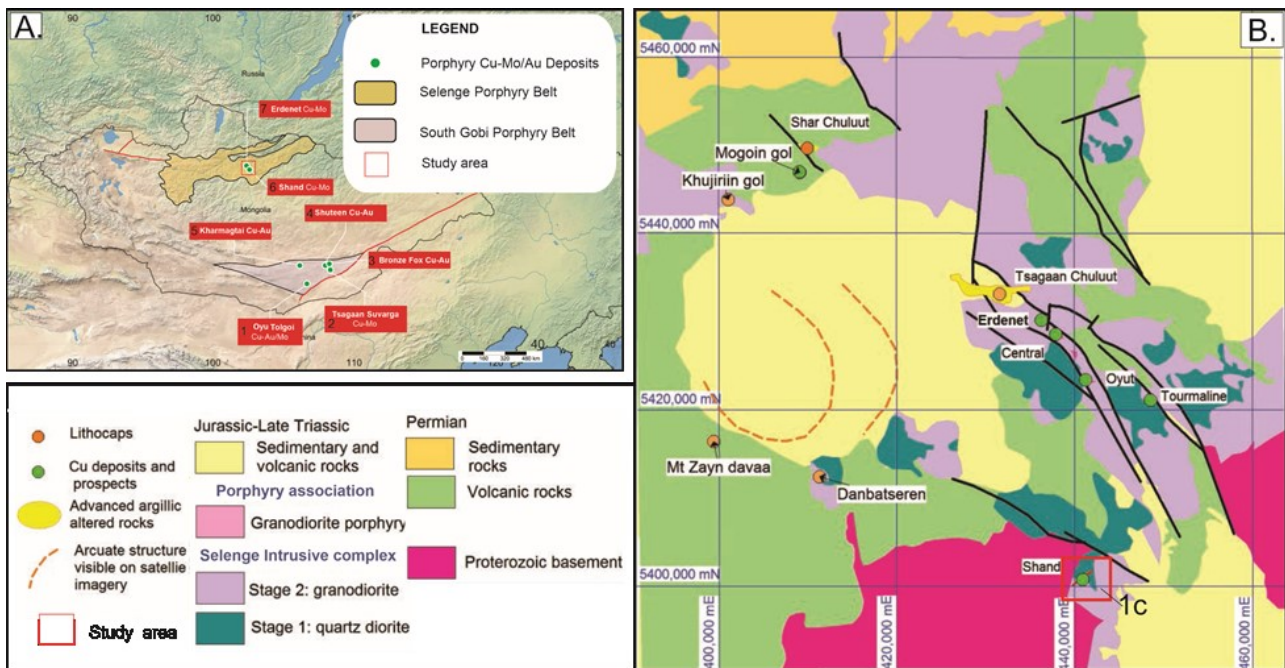 A.
90
100
40
90
100
110
40
Russia
Mongolia
7 Erdenet Cu-Mo
6 Shand Cu-Mo
4 Shuteen Cu-Au
5 Kharmagtai Cu-Au
3 Bronze Fox Cu-Au
Oyu Tolgoi
1 Cu-Au/Mo
Tsagaan Suvarga
Cu-Mo
2
LEGEND
Porphyry Cu-Mo/Au Deposits
Selenge Porphyry Belt
South Gobi Porphyry Belt
Study area
B.
5460,000 mN
5440,000 mN
5420,000 mN
5400,000 mN
400,000 mE
420,000 mE
440,000 mE
460,000 mE
Shar Chuluut
Mogoin gol
Khujiriin gol
Tsagaan Chuluut
Erdenet
Central
Oyut
Tourmaline
Mt Zayn davaa
Danbatseren
Shand
1c
Lithocaps
Cu deposits and
prospects
Advanced argillic
altered rocks
Arcuate structure
visible on satellie
imagery
Study area
Jurassic-Late Triassic
Sedimentary and
volcanic rocks
Porphyry association
Granodiorite porphyry
Selenge Intrusive complex
Stage 2: granodiorite
Stage 1: quartz diorite
Permian
Sedimentary
rocks
Volcanic rocks
Proterozoic basement